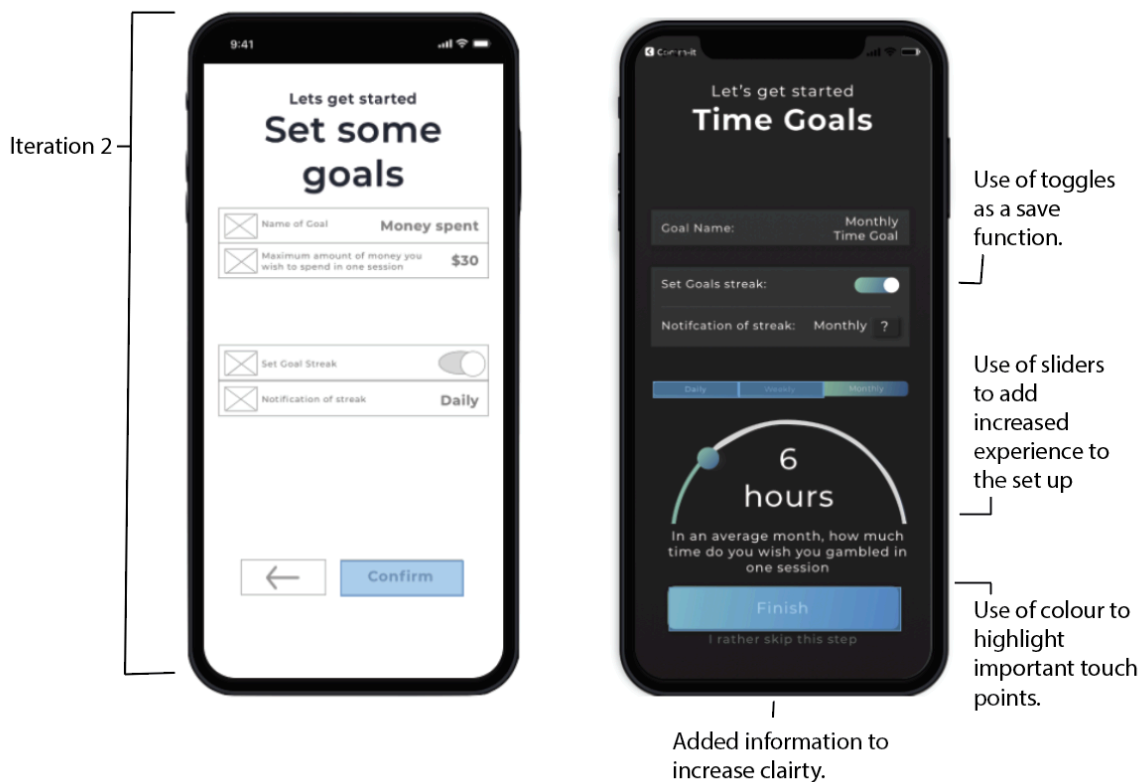 Iteration 2
9:41
Lets get started
Set some
goals
Name of Goal
Money spent
Maximum amount of money you
wish to spend in one session
$30
Set Goal Streak
Notification of streak
Daily
Confirm
Let's get started
Time Goals
Goal Name:
Monthly
Time Goal
Set Goals streak:
Notifcation of streak:
Monthly
?
Daily
Weekly
Monthly
6
hours
In an average month, how much
time do you wish you gambled in
one session
Finish
I rather skip this step
Use of toggles
as a save
function.
Use of sliders
to add
increased
experience to
the set up
Use of colour to
highlight
important touch
points.
Added information to
increase clairty.